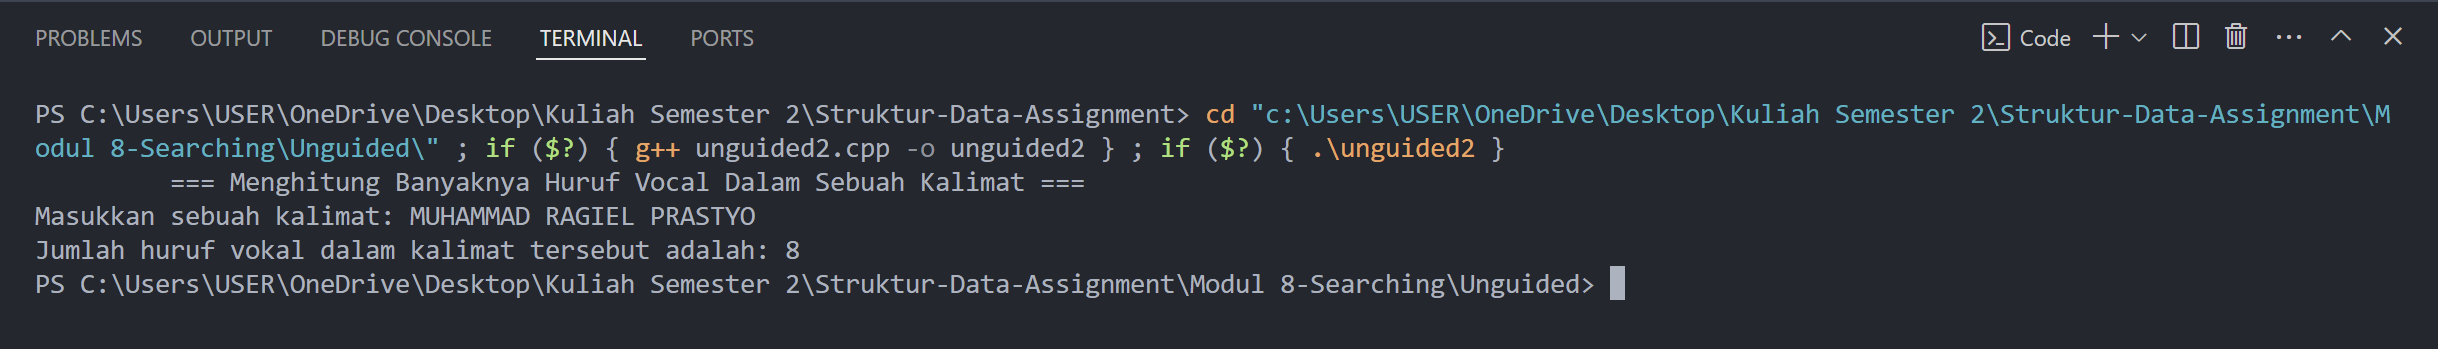 PROBLEMS OUTPUT DEBUG CONSOLE TERMINAL PORTS Code
PS C:\Users\USER\OneDrive\Desktop\Kuliah Semester 2\Struktur-Data-Assignment> cd "c:\Users\USER\OneDrive\Desktop\Kuliah Semester 2\Struktur-Data-Assignment\M
odul 8-Searching\Unguided\" ; if ($?) { g++ unguided2.cpp -o unguided2 } ; if ($?) { .\unguided2 }
=== Menghitung Banyaknya Huruf Vocal Dalam Sebuah Kalimat ===
Masukkan sebuah kalimat: MUHAMMAD RAGIEL PRASTYO
Jumlah huruf vokal dalam kalimat tersebut adalah: 8
PS C:\Users\USER\OneDrive\Desktop\Kuliah Semester 2\Struktur-Data-Assignment\Modul 8-Searching\Unguided>